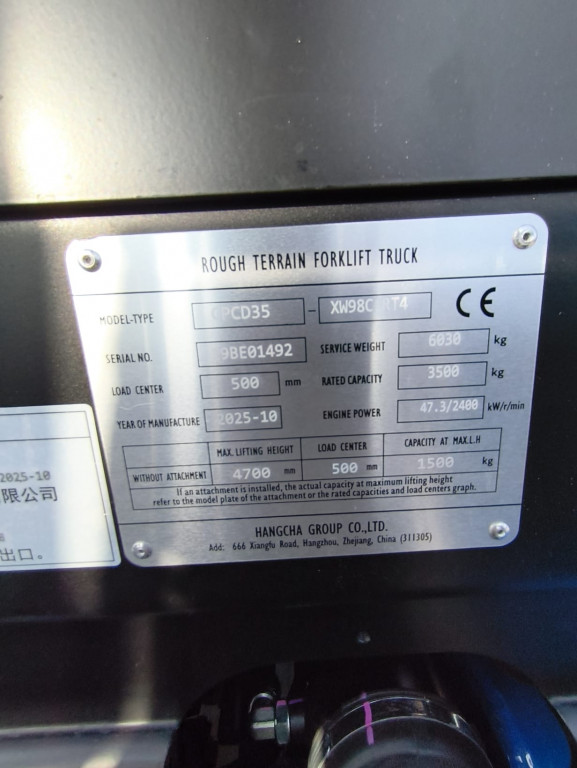 ROUGH TERRAIN FORKLIFT TRUCK
MODEL-TYPE PCD35 - XW98C RT4 CE
SERIAL NO. 9BE01492 SERVICE WEIGHT 6030 kg
LOAD CENTER 500 mm RATED CAPACITY 3500 kg
YEAR OF MANUFACTURE 2025-10 ENGINE POWER 47.3/2400 kW/r/min
MAX. LIFTING HEIGHT LOAD CENTER CAPACITY AT MAX.L.H
WITHOUT ATTACHMENT 4700 mm 500 mm 1500 kg
If an attachment is installed, the actual capacity at maximum lifting height
refer to the model plate of the attachment or the rated capacities and load centers graph.
HANGCHA GROUP CO.,LTD.
Add: 666 Xiangfu Road, Hangzhou, Zhejiang, China (311305)
2025-10
限公司
出口。